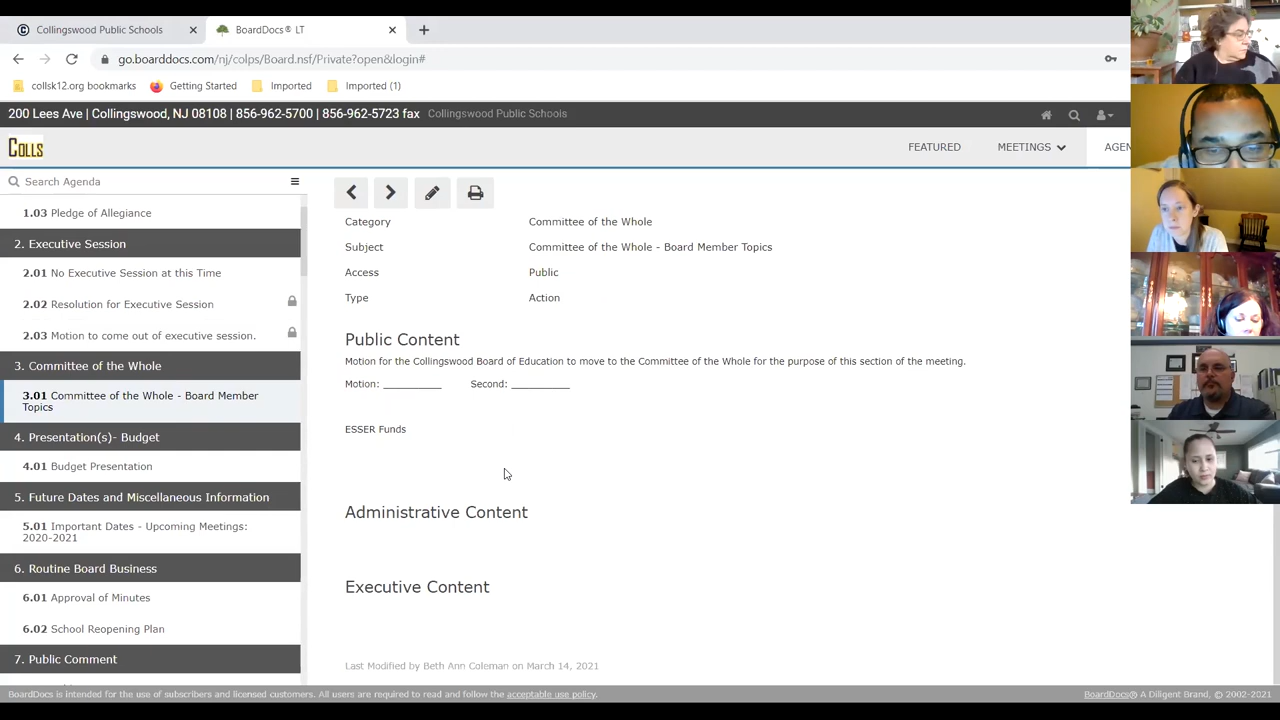 Collingswood Public Schools
BoardDocs® LT
go.boarddocs.com/nj/colps/Board.nsf/Private?open&login#
collsk12.org bookmarks
Getting Started
Imported
Imported (1)
200 Lees Ave | Collingswood, NJ 08108 | 856-962-5700 | 856-962-5723 fax Collingswood Public Schools
COLLS
FEATURED
MEETINGS
AGEN
Search Agenda
1.03 Pledge of Allegiance
2. Executive Session
2.01 No Executive Session at this Time
2.02 Resolution for Executive Session
2.03 Motion to come out of executive session.
3. Committee of the Whole
3.01 Committee of the Whole - Board Member
Topics
4. Presentation(s)- Budget
4.01 Budget Presentation
5. Future Dates and Miscellaneous Information
5.01 Important Dates - Upcoming Meetings:
2020-2021
6. Routine Board Business
6.01 Approval of Minutes
6.02 School Reopening Plan
7. Public Comment
Category Committee of the Whole
Subject Committee of the Whole - Board Member Topics
Access Public
Type Action
Public Content
Motion for the Collingswood Board of Education to move to the Committee of the Whole for the purpose of this section of the meeting.
Motion: __________ Second: __________
ESSER Funds
Administrative Content
Executive Content
Last Modified by Beth Ann Coleman on March 14, 2021
BoardDocs is intended for the use of subscribers and licensed customers. All users are required to read and follow the acceptable use policy.
BoardDocs® A Diligent Brand, © 2002-2021